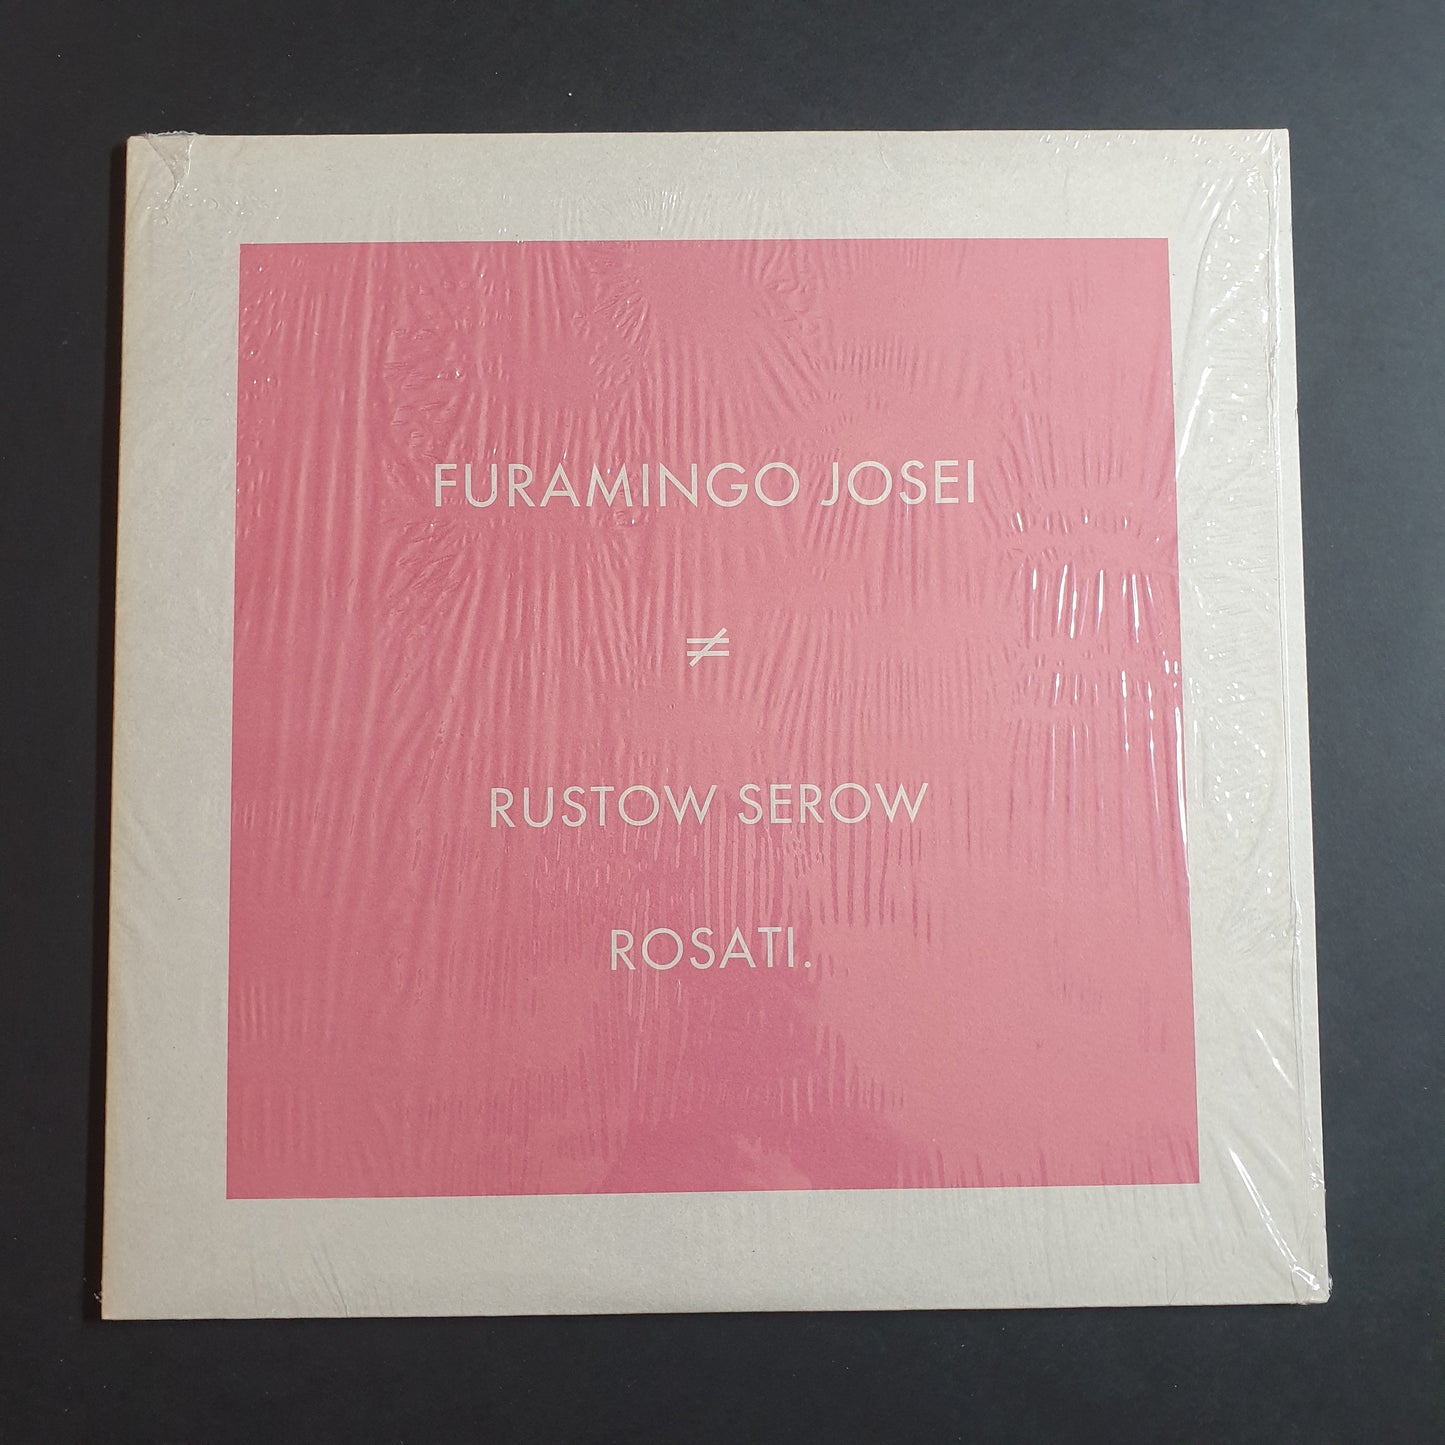 FURAMINGO JOSEI
≠
RUSTOW SEROW
ROSATI.